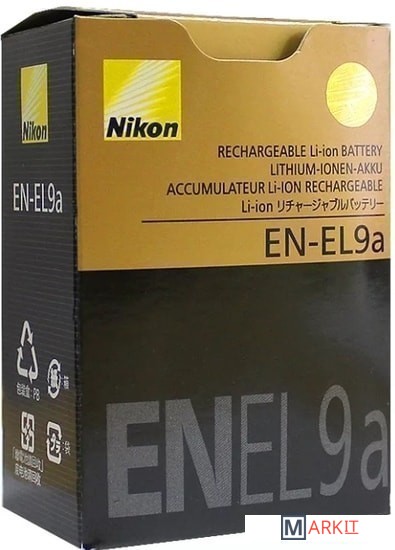 Nikon
EN-EL9a
Nikon
RECHARGEABLE Li-ion BATTERY
LITHIUM-IONEN-AKKU
ACCUMULATEUR Li-ION RECHARGEABLE
Li-ion リチャージャブルバッテリー
EN-EL9a
ENEL9a
MARKIT